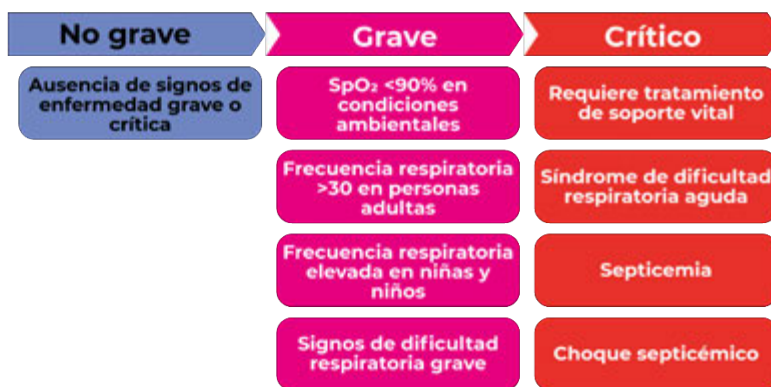 No grave
Ausencia de signos de
enfermedad grave o
crítica
Grave
SpO₂ <90% en
condiciones
ambientales
Frecuencia respiratoria
>30 en personas
adultas
Frecuencia respiratoria
elevada en niñas y
niños
Signos de dificultad
respiratoria grave
Crítico
Requiere tratamiento
de soporte vital
Síndrome de dificultad
respiratoria aguda
Septicemia
Choque septicémico